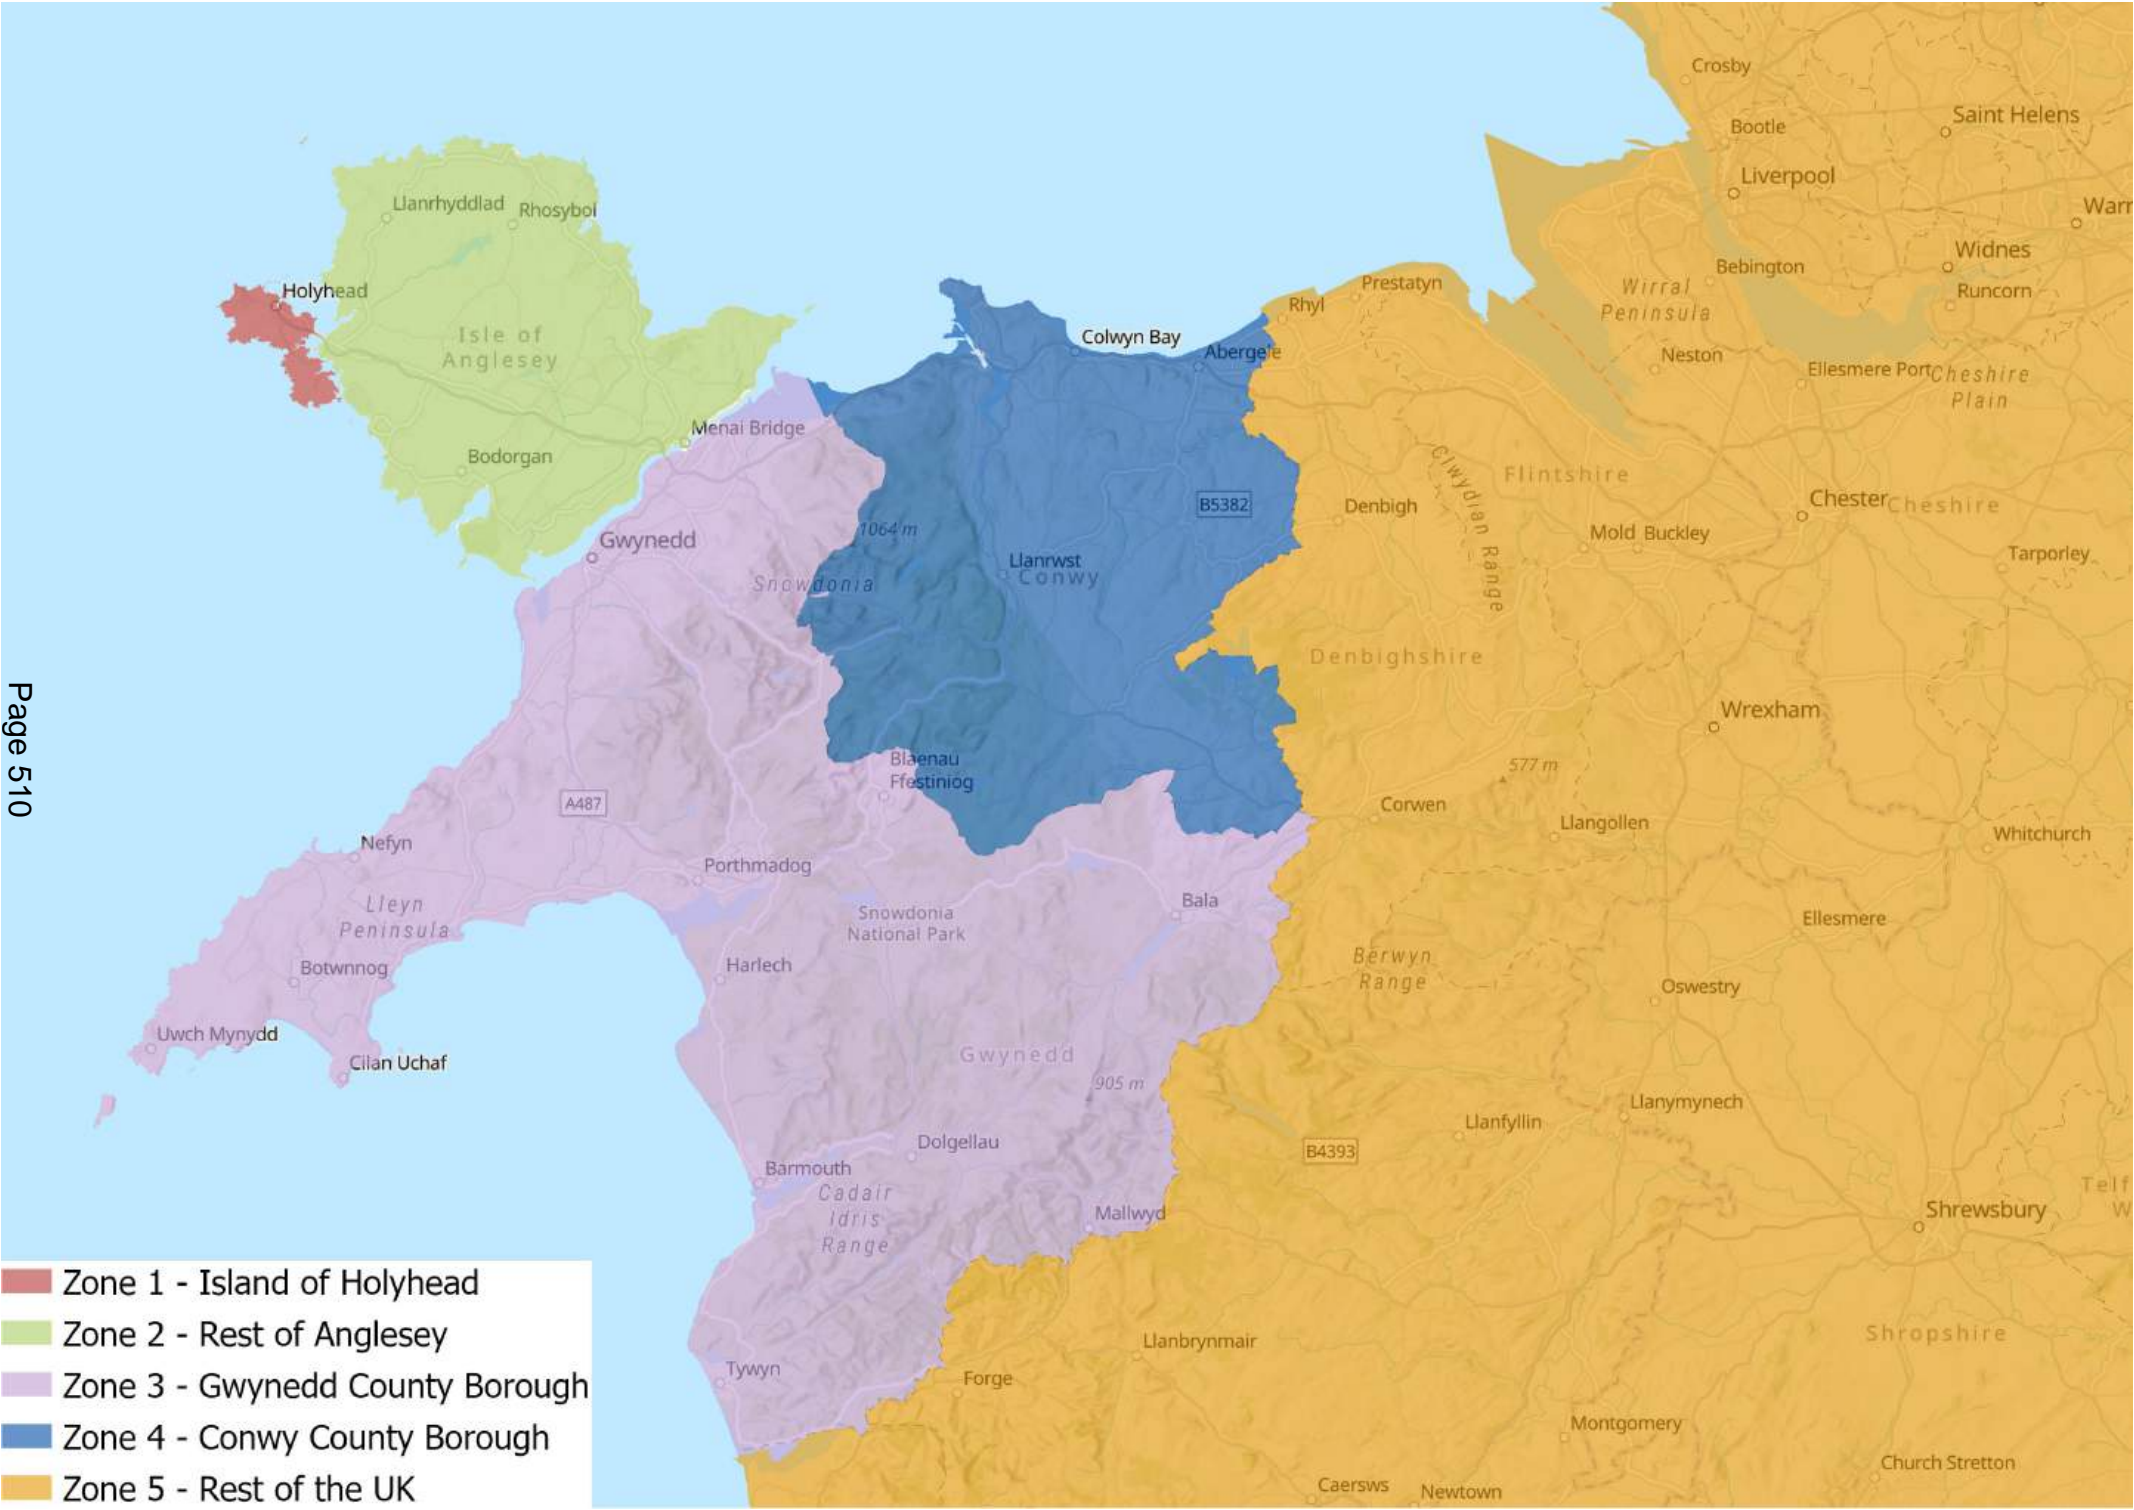 Crosby
Saint Helens
Bootle
Liverpool
Warr
Llanrhyddlad
Rhosybol
Widnes
Bebington
Runcorn
Wirral
Peninsula
Holyhead
Prestatyn
Rhyl
Isle of
Anglesey
Colwyn Bay
Abergele
Neston
Ellesmere Port
Cheshire
Plain
Menai Bridge
Bodorgan
Clwydian Range
Flintshire
B5382
Denbigh
Chester
Cheshire
1064 m
Gwynedd
Mold
Buckley
Tarporley
Llanrwst
Conwy
Snowdonia
Denbighshire
Page 510
Wrexham
Blaenau
Ffestiniog
577 m
A487
Corwen
Llangollen
Whitchurch
Nefyn
Porthmadog
Lleyn
Peninsula
Snowdonia
National Park
Bala
Ellesmere
Botwnnog
Harlech
Berwyn
Range
Oswestry
Uwch Mynydd
Cilan Uchaf
Gwynedd
905 m
Llanymynech
Llanfyllin
Dolgellau
B4393
Barmouth
Cadair
Idris
Range
Mallwyd
Telf
W
Shrewsbury
Llanbrynmair
Shropshire
Tywyn
Forge
Montgomery
Church Stretton
Caersws
Newtown
Zone 1 - Island of Holyhead
Zone 2 - Rest of Anglesey
Zone 3 - Gwynedd County Borough
Zone 4 - Conwy County Borough
Zone 5 - Rest of the UK